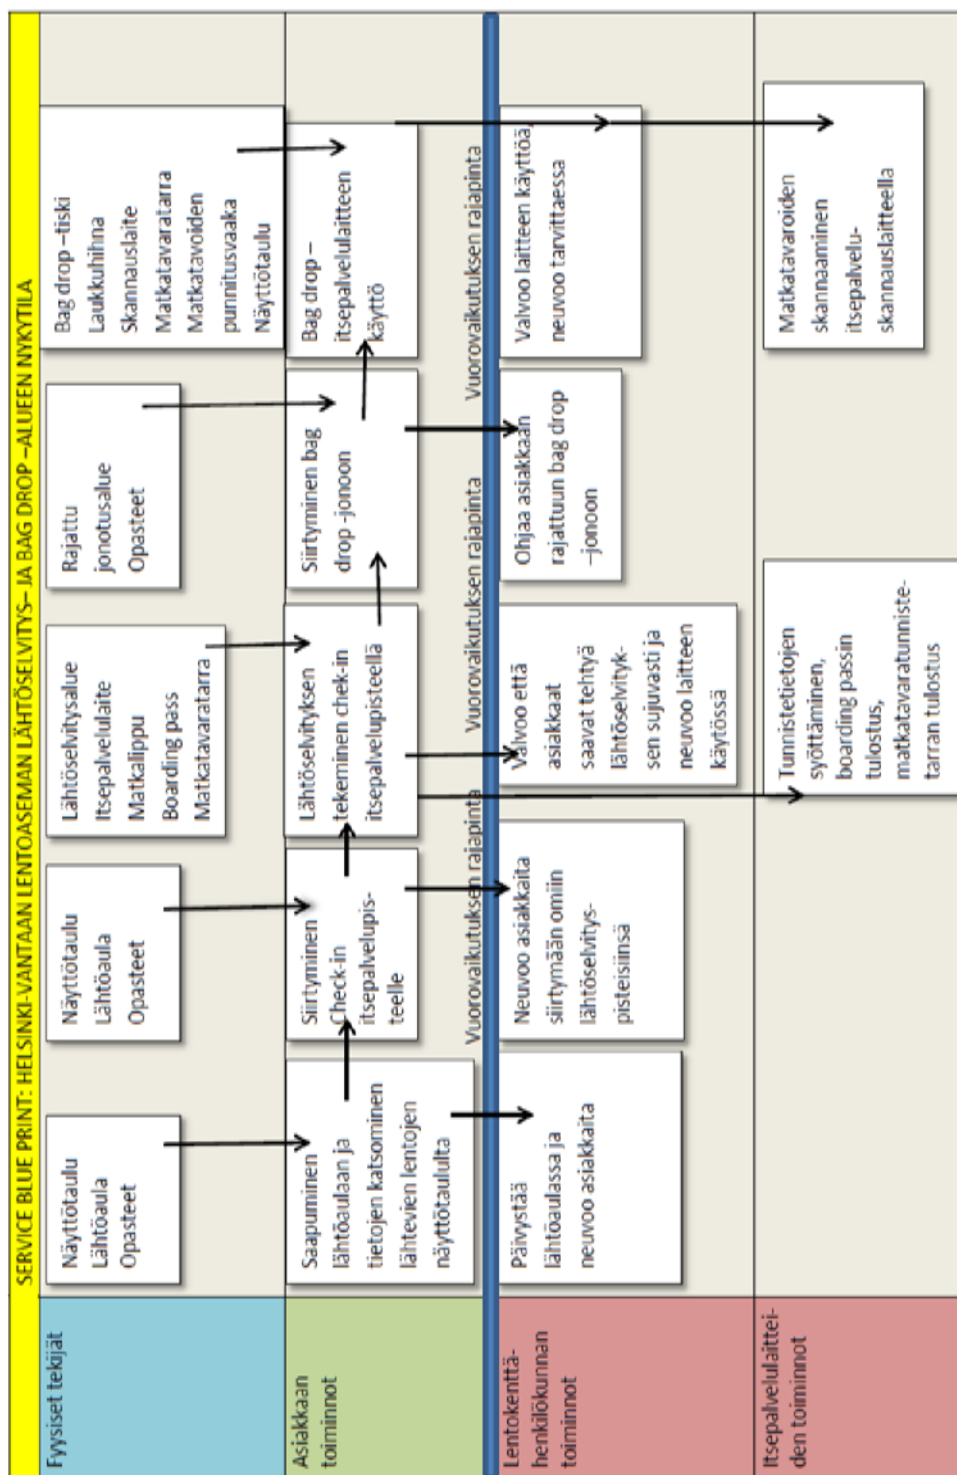 SERVICE BLUE PRINT: HELSINKI-VANTAAN LENTOASEMAN LÄHTÖSELVITYS– JA BAG DROP –ALUEEN NYKYTILA
Fyysiset tekijät
Näyttötaulu
Lähtöaula
Opasteet
Näyttötaulu
Lähtöaula
Opasteet
Lähtöselvitysalue
Itsepalvelulaite
Matkalippu
Boarding pass
Matkatavaratarra
Rajattu
jonotusalue
Opasteet
Bag drop –tiski
Laukkuhihna
Skannauslaite
Matkatavaratarra
Matkatavoiden
punnitusvaaka
Näyttötaulu
Asiakkaan
toiminnot
Saapuminen
lähtöaulaan ja
tietojen katsominen
lähtevien lentojen
näyttötaululta
Siirtyminen
Check-in
itsepalvelupis-
teelle
Lähtöselvityksen
tekeminen chek-in
itsepalvelupisteellä
Siirtyminen bag
drop -jonoon
Bag drop –
itsepalvelulaitteen
käyttö
Vuorovaikutuksen rajapinta
Vuorovaikutuksen rajapinta
Vuorovaikutuksen rajapinta
Vuorovaikutuksen rajapinta
Lentokenttä-
henkilökunnan
toiminnot
Päivystää
lähtöaulassa ja
neuvoo asiakkaita
Neuvoo asiakkaita
siirtymään omiin
lähtöselvitys-
pisteisiinsä
Valvoo että
asiakkaat
saavat tehtyä
lähtöselvityk-
sen sujuvasti ja
neuvoo laitteen
käytössä
Ohjaa asiakkaan
rajattuun bag drop
–jonoon
Valvoo laitteen käyttöä,
neuvoo tarvittaessa
Itsepalvelulaittei-
den toiminnot
Tunnistetietojen
syöttäminen,
boarding passin
tulostus,
matkatavaratunniste-
tarran tulostus
Matkatavaroiden
skannaaminen
itsepalvelu-
skannauslaitteella